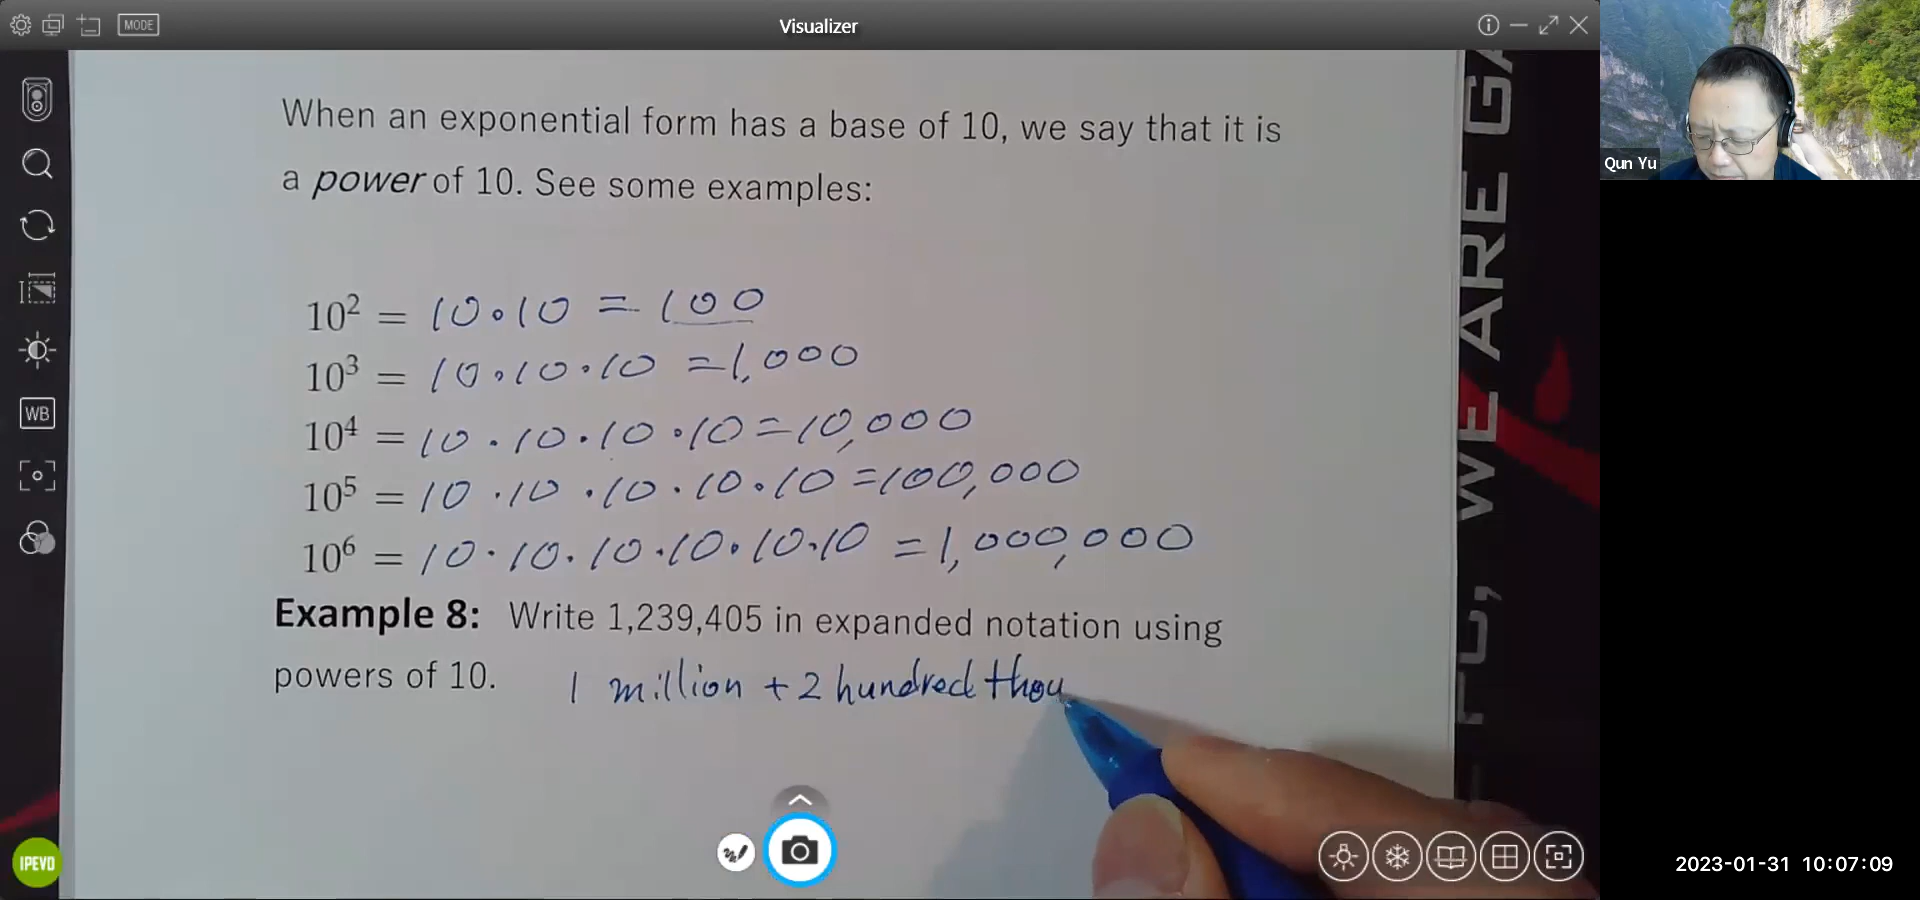 MODE
Visualizer
When an exponential form has a base of 10, we say that it is
a power of 10. See some examples:
10² = 10·10 = 100
10³ = 10·10·10 = 1,000
10⁴ = 10·10·10·10 = 10,000
10⁵ = 10·10·10·10·10 = 100,000
10⁶ = 10·10·10·10·10·10 = 1,000,000
Example 8: Write 1,239,405 in expanded notation using
powers of 10. 1 million + 2 hundred thou
WB
IPEVO
WE ARE
Qun Yu
2023-01-31 10:07:09